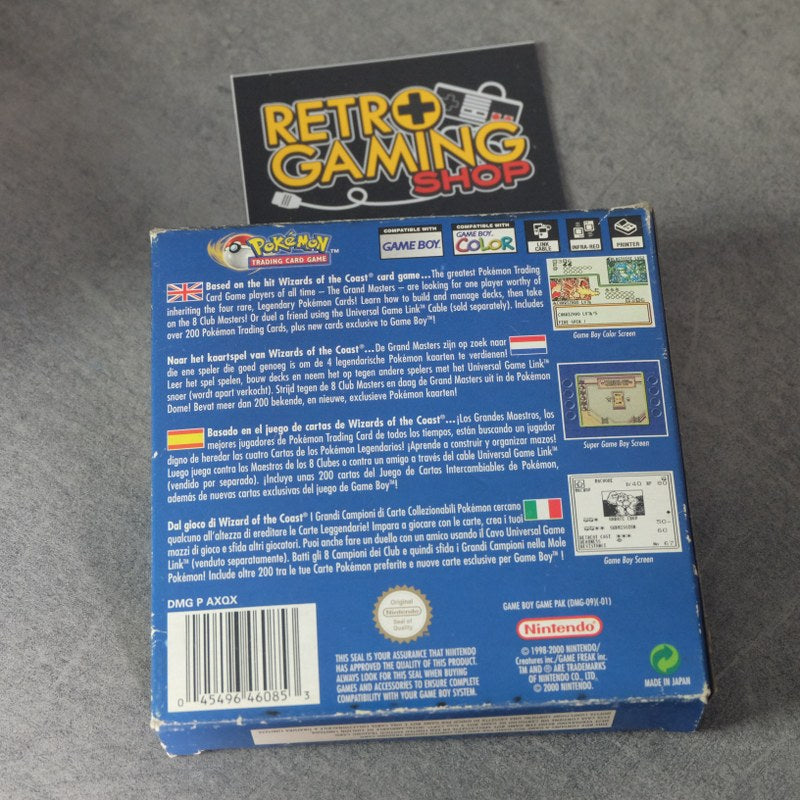 RETRO
GAMING
SHOP
Pokémon™
TRADING CARD GAME
COMPATIBLE WITH
GAME BOY.
COMPATIBLE WITH
GAME BOY
COLOR
LINK
CABLE
INFRA-RED
PRINTER
Based on the hit Wizards of the Coast® card game...The greatest Pokémon Trading
Card Game players of all time – The Grand Masters – are looking for one player worthy of
inheriting the four rare, Legendary Pokémon Cards! Learn how to build and manage decks, then take
on the 8 Club Masters! Or duel a friend using the Universal Game Link™ Cable (sold separately). Includes
over 200 Pokémon Trading Cards, plus new cards exclusive to Game Boy™!
Game Boy Color Screen
Naar het kaartspel van Wizards of the Coast®...De Grand Masters zijn op zoek naar
die ene speler die goed genoeg is om de 4 legendarische Pokémon kaarten te verdienen!
Leer het spel spelen, bouw decks en neem het op tegen andere spelers met het Universal Game Link™
snoer (wordt apart verkocht). Strijd tegen de 8 Club Masters en daag de Grand Masters uit in de Pokémon
Dome! Bevat meer dan 200 bekende, en nieuwe, exclusieve Pokémon kaarten!
Super Game Boy Screen
Basado en el juego de cartas de Wizards of the Coast®...¡Los Grandes Maestros, los
mejores jugadores de Pokémon Trading Card de todos los tiempos, están buscando un jugador
digno de heredar las cuatro Cartas de los Pokémon Legendarios! ¡Aprende a construir y organizar mazos!
Luego juega contra los Maestros de los 8 Clubes o contra un amigo a través del cable Universal Game Link™
(vendido por separado). ¡Incluye unas 200 cartas del Juego de Cartas Intercambiables de Pokémon,
además de nuevas cartas exclusivas del juego de Game Boy™!
MACHOKE
60
No. 67
Game Boy Screen
Dal gioco di Wizard of the Coast® I Grandi Campioni di Carte Collezionabili Pokémon cercano
qualcuno all'altezza di ereditare le Carte Leggendarie! Impara a giocare con le carte, crea i tuoi
mazzi di gioco e sfida altri giocatori. Puoi anche fare un duello con un amico usando il Cavo Universal Game
Link™ (venduto separatamente). Batti gli 8 Campioni dei Club e quindi sfida i Grandi Campioni nella Mole
Pokémon! Include oltre 200 tra le tue Carte Pokémon preferite e nuove carte esclusive per Game Boy™!
DMG P AXQX
0 45496 46085 3
Original
Nintendo
Seal of
Quality
THIS SEAL IS YOUR ASSURANCE THAT NINTENDO
HAS APPROVED THE QUALITY OF THIS PRODUCT.
ALWAYS LOOK FOR THIS SEAL WHEN BUYING
GAMES AND ACCESSORIES TO ENSURE COMPLETE
COMPATIBILITY WITH YOUR GAME BOY SYSTEM.
GAME BOY GAME PAK (DMG-09)(-01)
Nintendo®
© 1998-2000 NINTENDO/
Creatures inc./GAME FREAK inc.
TM AND ® ARE TRADEMARKS
OF NINTENDO CO., LTD.
© 2000 NINTENDO.
MADE IN JAPAN